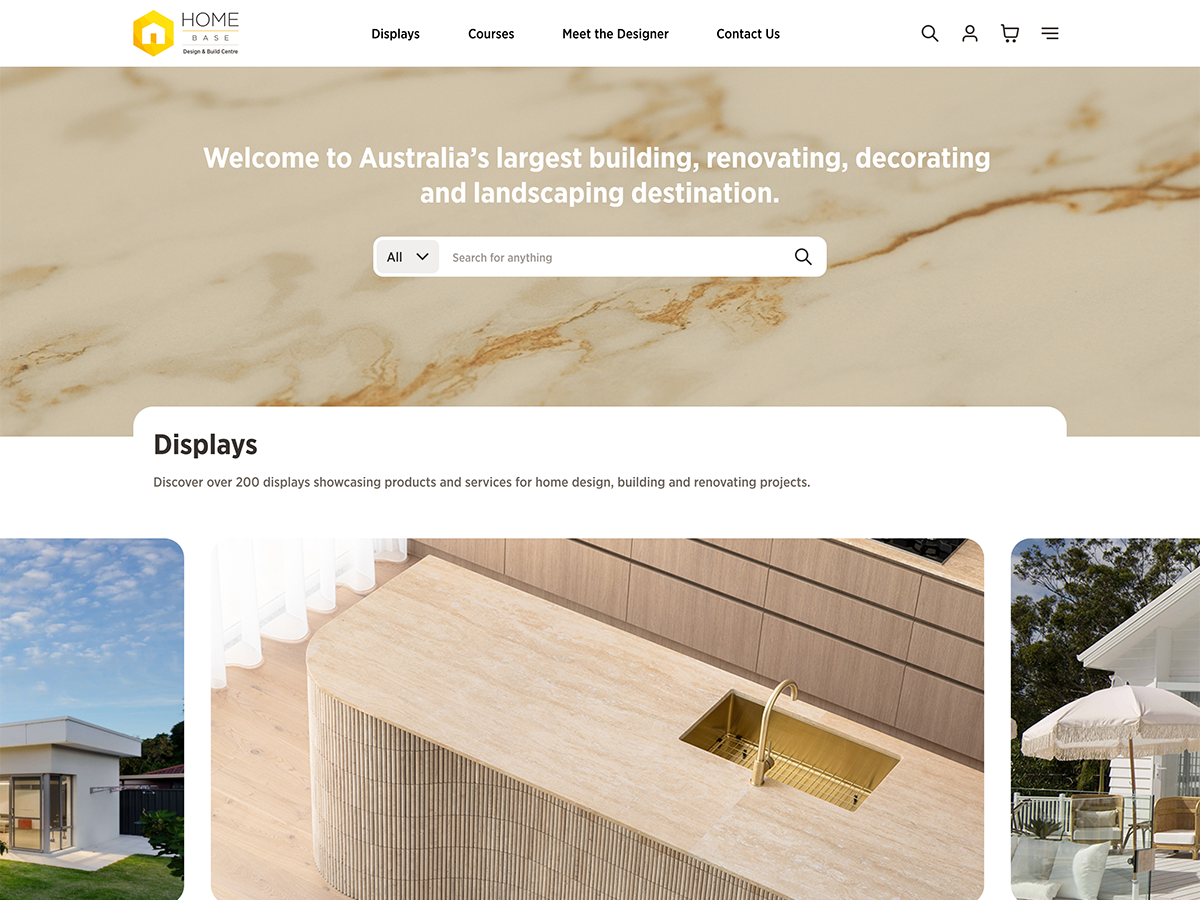 HOME
BASE
Design & Build Centre
Displays
Courses
Meet the Designer
Contact Us
Welcome to Australia’s largest building, renovating, decorating
and landscaping destination.
All
Search for anything
Displays
Discover over 200 displays showcasing products and services for home design, building and renovating projects.